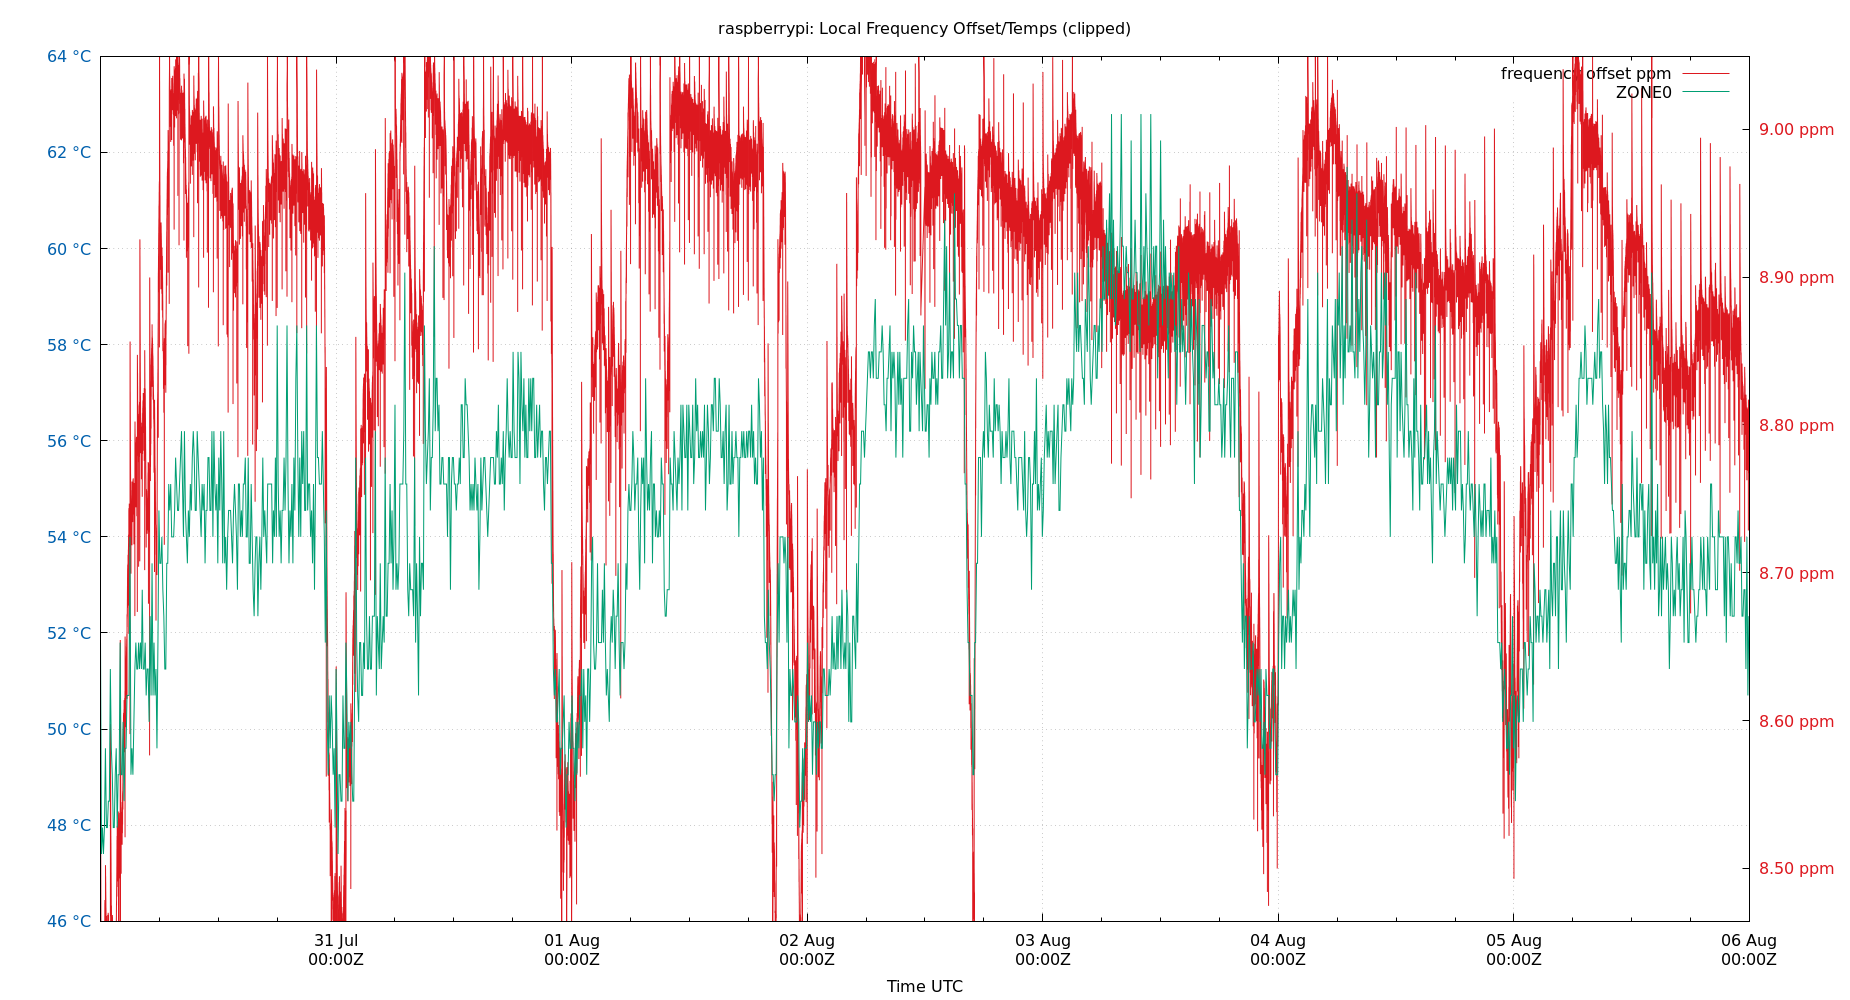 raspberrypi: Local Frequency Offset/Temps (clipped)
64 °C
62 °C
60 °C
58 °C
56 °C
54 °C
52 °C
50 °C
48 °C
46 °C
frequency offset ppm
ZONE0
9.00 ppm
8.90 ppm
8.80 ppm
8.70 ppm
8.60 ppm
8.50 ppm
31 Jul
00:00Z
01 Aug
00:00Z
02 Aug
00:00Z
03 Aug
00:00Z
04 Aug
00:00Z
05 Aug
00:00Z
06 Aug
00:00Z
Time UTC